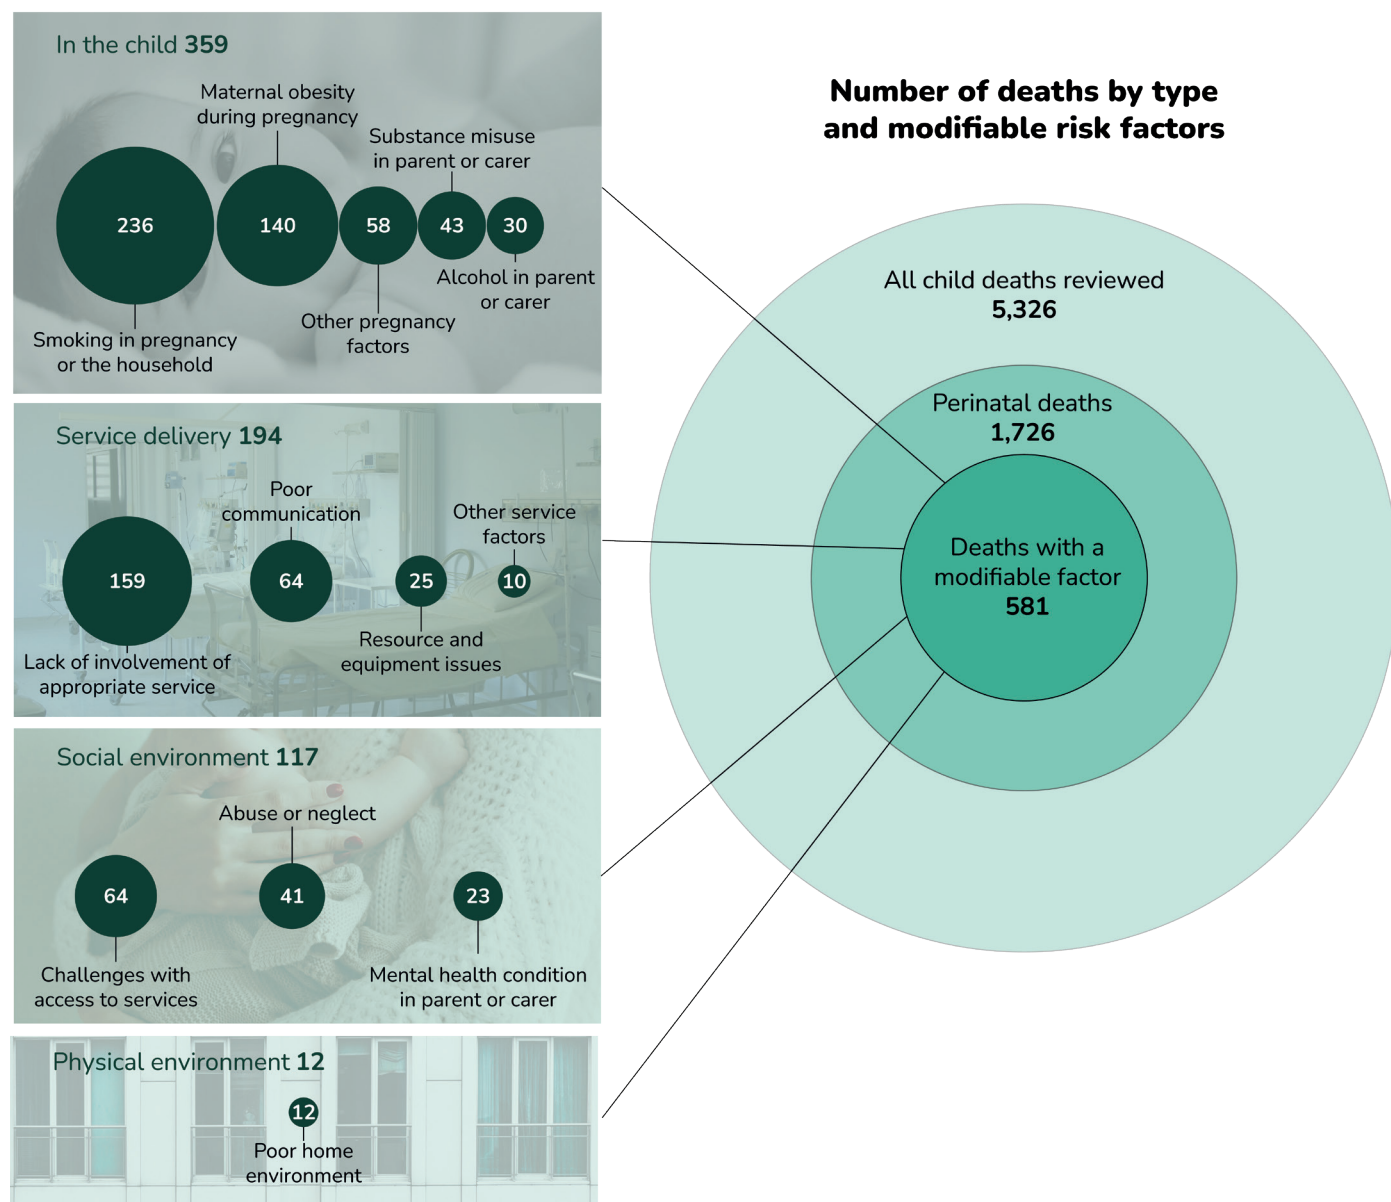 In the child 359
Maternal obesity
during pregnancy
Substance misuse
in parent or carer
236
140
58
43
30
Alcohol in parent
or carer
Other pregnancy
factors
Smoking in pregnancy
or the household
Service delivery 194
Poor
communication
Other service
factors
159
64
25
10
Resource and
equipment issues
Lack of involvement of
appropriate service
Social environment 117
Abuse or neglect
64
41
23
Challenges with
access to services
Mental health condition
in parent or carer
Physical environment 12
12
Poor home
environment
Number of deaths by type
and modifiable risk factors
All child deaths reviewed
5,326
Perinatal deaths
1,726
Deaths with a
modifiable factor
581